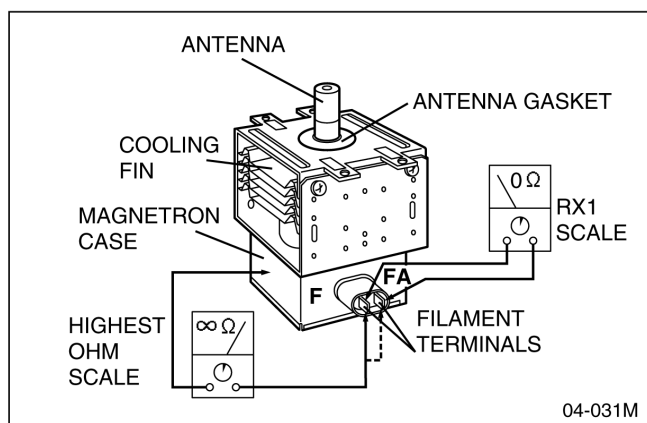 ANTENNA
ANTENNA GASKET
COOLING
FIN
MAGNETRON
CASE
0 Ω
RX1
SCALE
F
FA
HIGHEST
OHM
SCALE
∞ Ω
FILAMENT
TERMINALS
04-031M